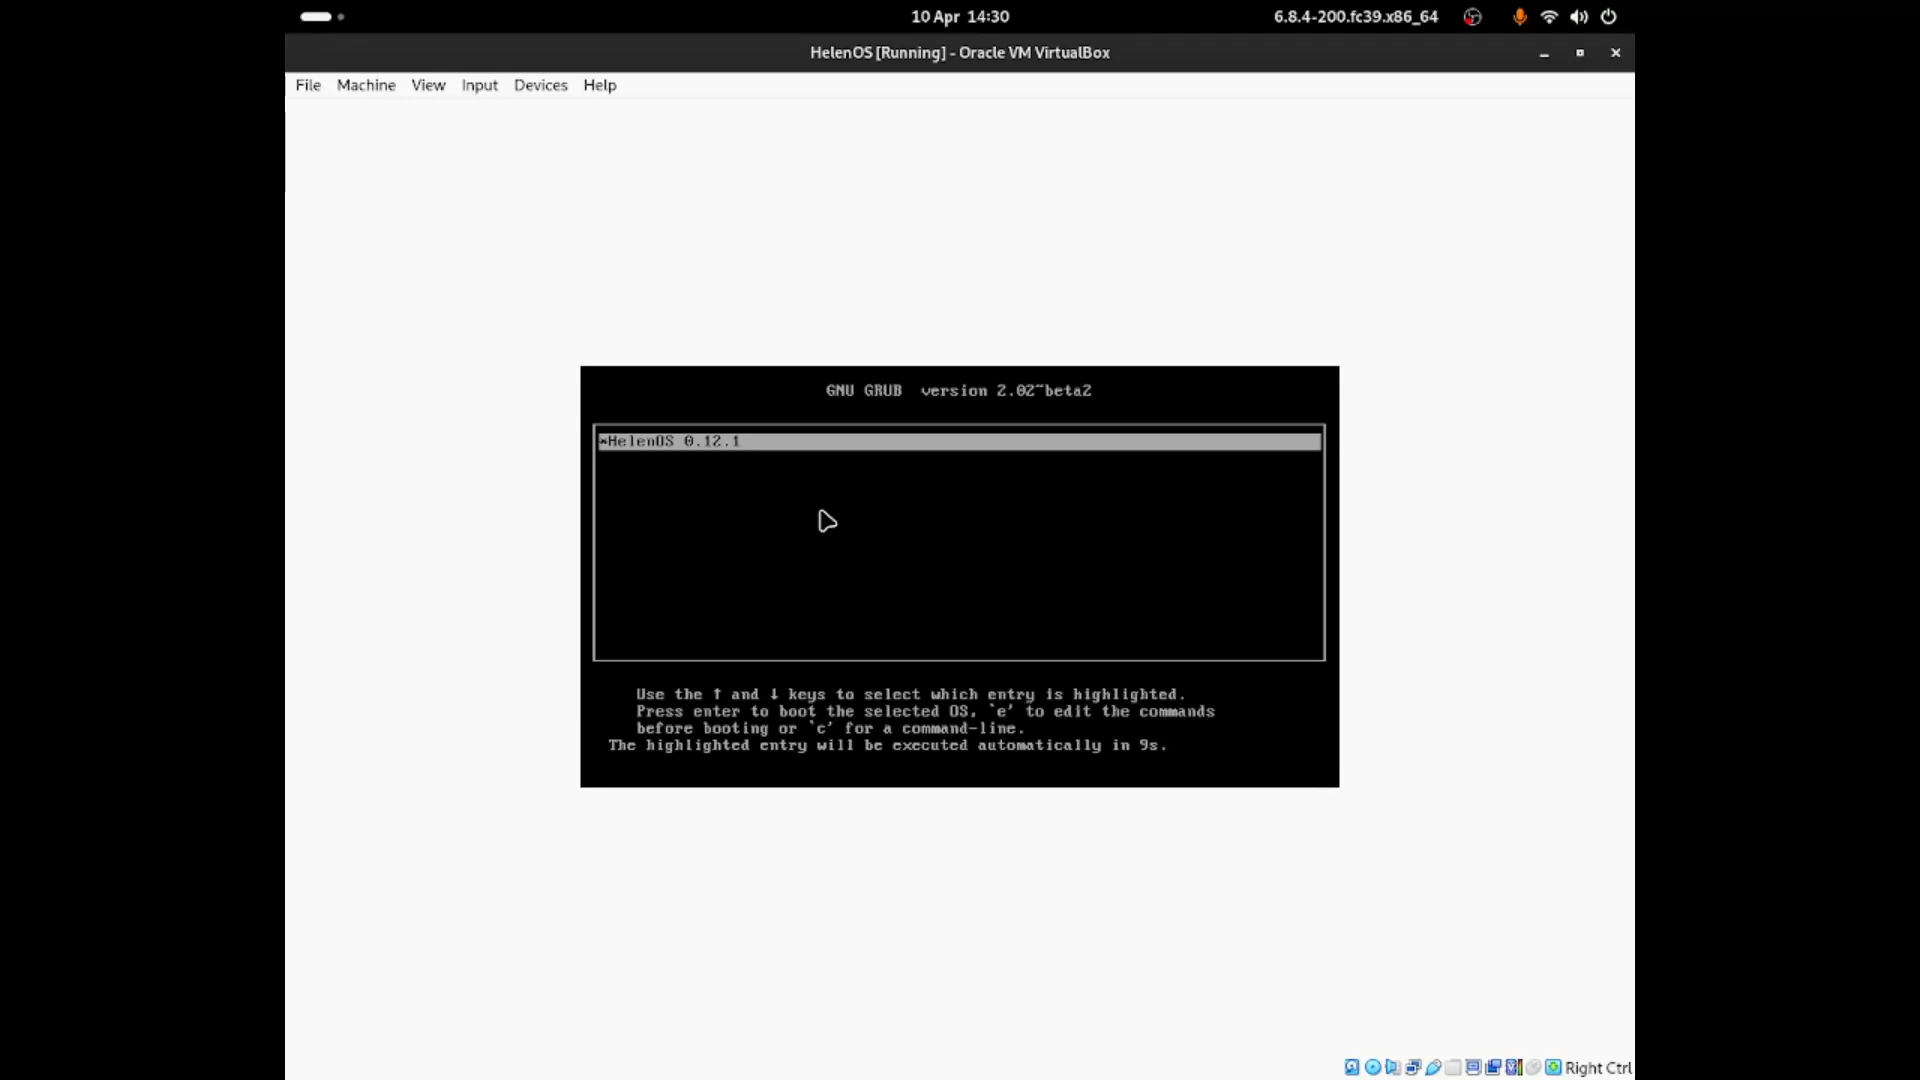 10 Apr 14:30
6.8.4-200.fc39.x86_64
HelenOS [Running] - Oracle VM VirtualBox
File Machine View Input Devices Help
GNU GRUB version 2.02~beta2
*HelenOS 0.12.1
Use the ↑ and ↓ keys to select which entry is highlighted.
Press enter to boot the selected OS, `e' to edit the commands
before booting or `c' for a command-line.
The highlighted entry will be executed automatically in 9s.
Right Ctrl